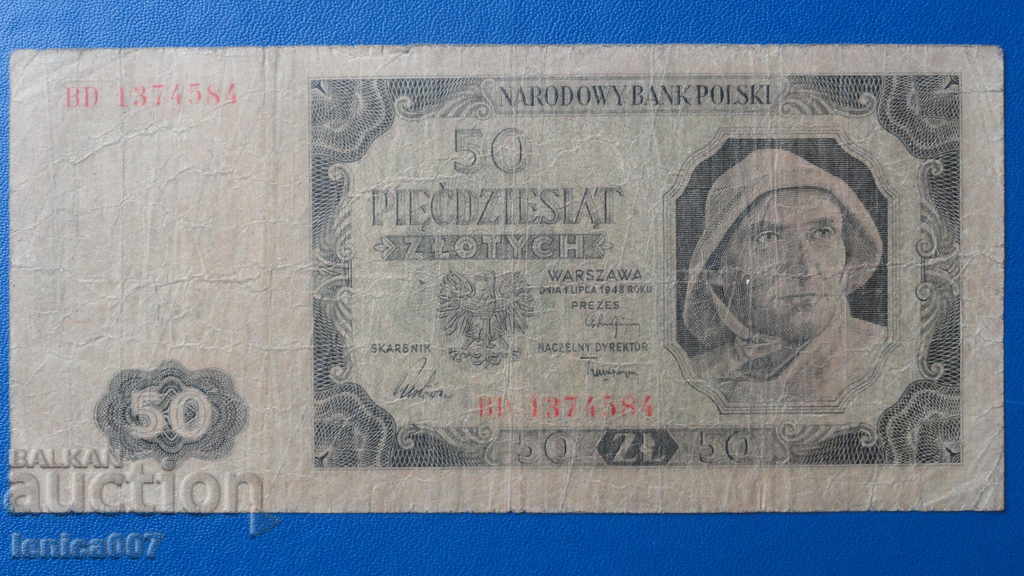 BD 1374584
NARODOWY BANK POLSKI
50
PIĘĆDZIESIĄT
ZŁOTYCH
WARSZAWA
DNIA 1 LIPCA 1948 ROKU
PREZES
SKARBNIK
NACZELNY DYREKTOR
BD 1374584
50
50 ZŁ 50
BALKAN
auction
lenica007